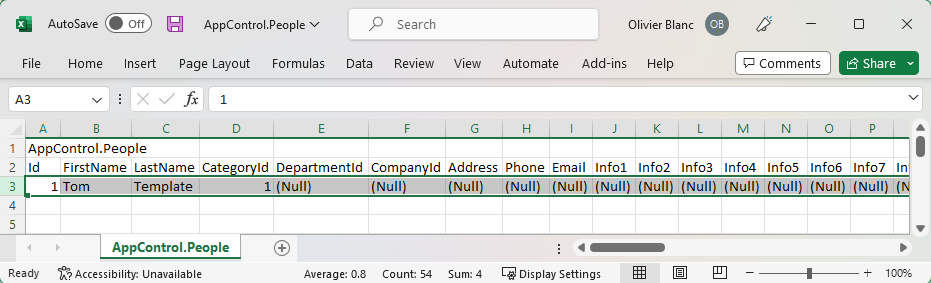 AutoSave Off AppControl.People Search Olivier Blanc OB
File Home Insert Page Layout Formulas Data Review View Automate Add-ins Help Comments Share
A3 fx 1
A B C D E F G H I J K L M N O P
1 AppControl.People
2 Id FirstName LastName CategoryId DepartmentId CompanyId Address Phone Email Info1 Info2 Info3 Info4 Info5 Info6 Info7 In
3 1 Tom Template 1 (Null) (Null) (Null) (Null) (Null) (Null) (Null) (Null) (Null) (Null) (Null) (Null) (N
4
5
AppControl.People
Ready Accessibility: Unavailable Average: 0.8 Count: 54 Sum: 4 Display Settings 100%